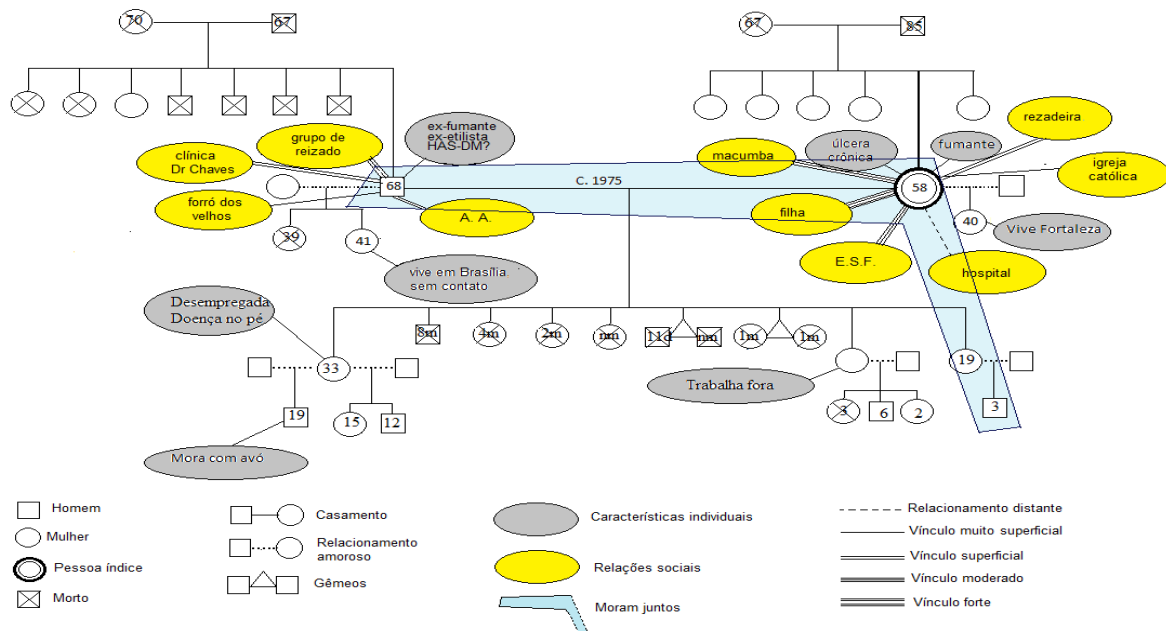 70
67
67
85
ex-fumante
ex-etilista
HAS-DM?
grupo de
reizado
clínica
Dr Chaves
68
forró dos
velhos
A. A.
39
41
vive em Brasília
sem contato
C. 1975
macumba
úlcera
crônica
fumante
rezadeira
igreja
católica
58
filha
40
Vive Fortaleza
E.S.F.
hospital
Desempregada
Doença no pé
8m
4m
2m
nm
11d
nm
1m
1m
33
19
Trabalha fora
19
15
12
3
6
2
3
Mora com avó
Homem
Mulher
Pessoa índice
Morto
Casamento
Relacionamento
amoroso
Gêmeos
Características individuais
Relações sociais
Moram juntos
Relacionamento distante
Vínculo muito superficial
Vínculo superficial
Vínculo moderado
Vínculo forte